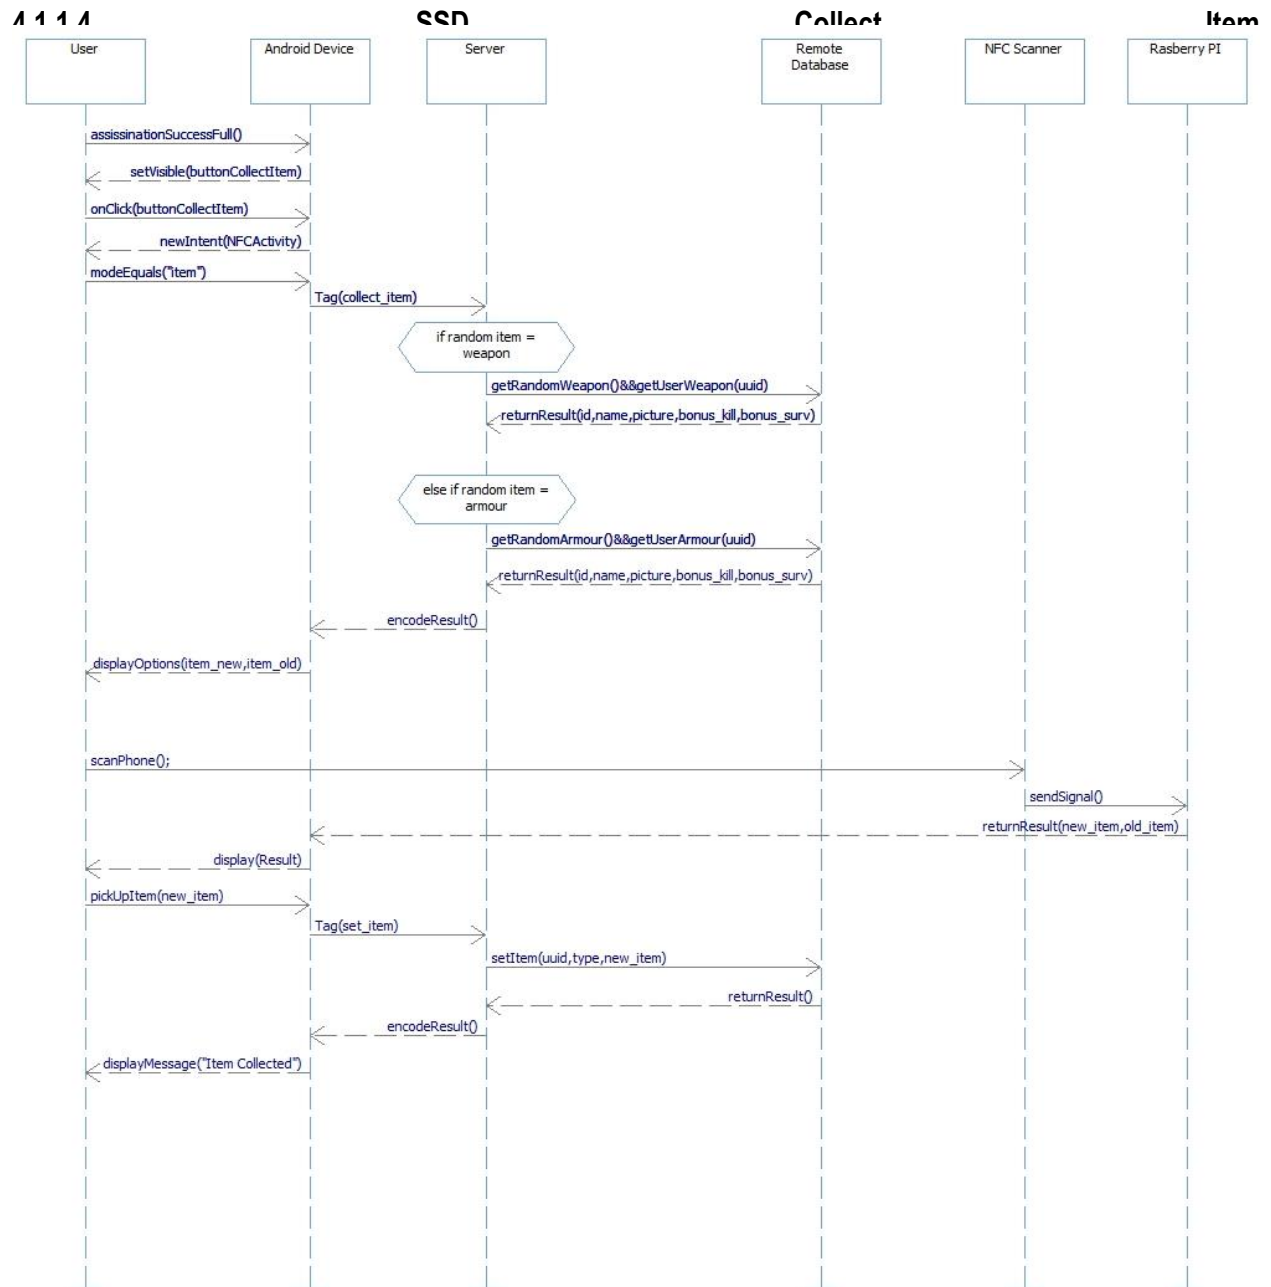 4.1.1.4 SSD Collect Item
User
Android Device
Server
Remote
Database
NFC Scanner
Rasberry PI
assissinationSuccessFull()
setVisible(buttonCollectItem)
onClick(buttonCollectItem)
newIntent(NFCActivity)
modeEquals("item")
Tag(collect_item)
if random item =
weapon
getRandomWeapon()&&getUserWeapon(uuid)
returnResult(id,name,picture,bonus_kill,bonus_surv)
else if random item =
armour
getRandomArmour()&&getUserArmour(uuid)
returnResult(id,name,picture,bonus_kill,bonus_surv)
encodeResult()
displayOptions(item_new,item_old)
scanPhone();
sendSignal()
returnResult(new_item,old_item)
display(Result)
pickUpItem(new_item)
Tag(set_item)
setItem(uuid,type,new_item)
returnResult()
encodeResult()
displayMessage("Item Collected")